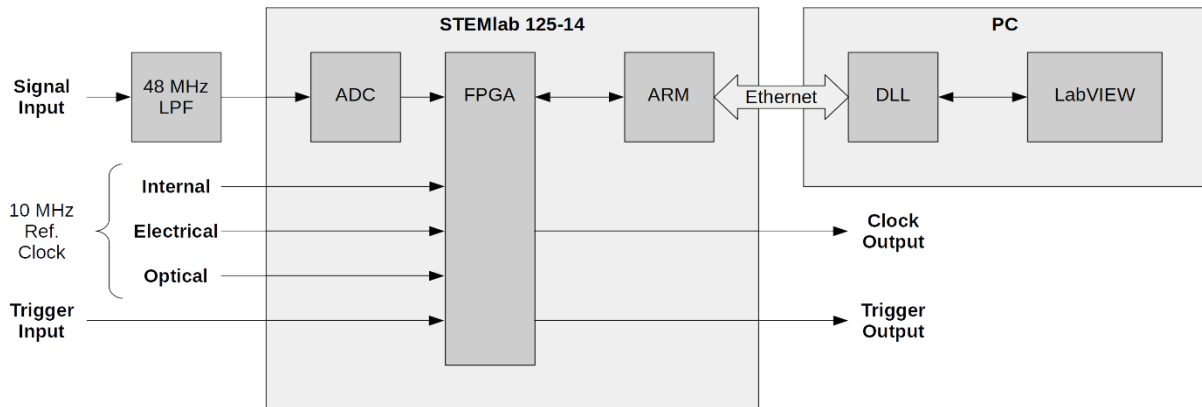 STEMlab 125-14
PC
Signal
Input
48 MHz
LPF
ADC
FPGA
ARM
Ethernet
DLL
LabVIEW
10 MHz
Ref.
Clock
Internal
Electrical
Optical
Clock
Output
Trigger
Input
Trigger
Output